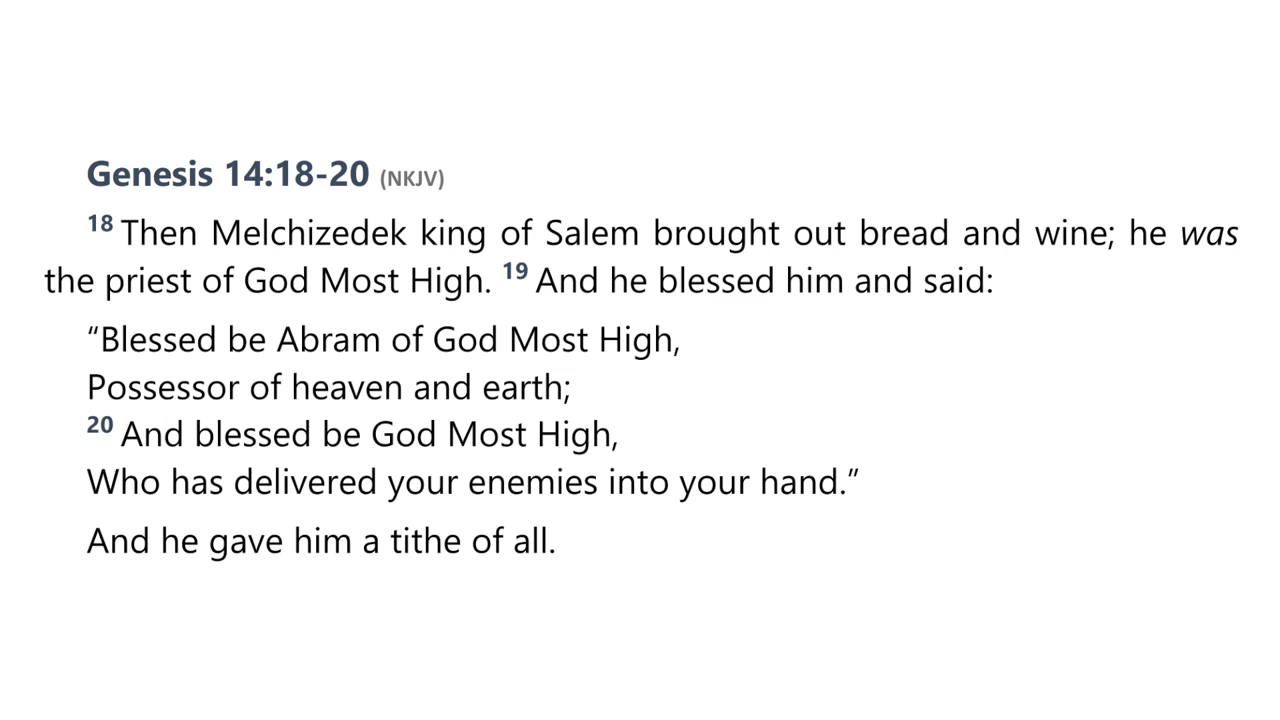 Genesis 14:18-20 (NKJV)
18 Then Melchizedek king of Salem brought out bread and wine; he was
the priest of God Most High. 19 And he blessed him and said:
“Blessed be Abram of God Most High,
Possessor of heaven and earth;
20 And blessed be God Most High,
Who has delivered your enemies into your hand.”
And he gave him a tithe of all.